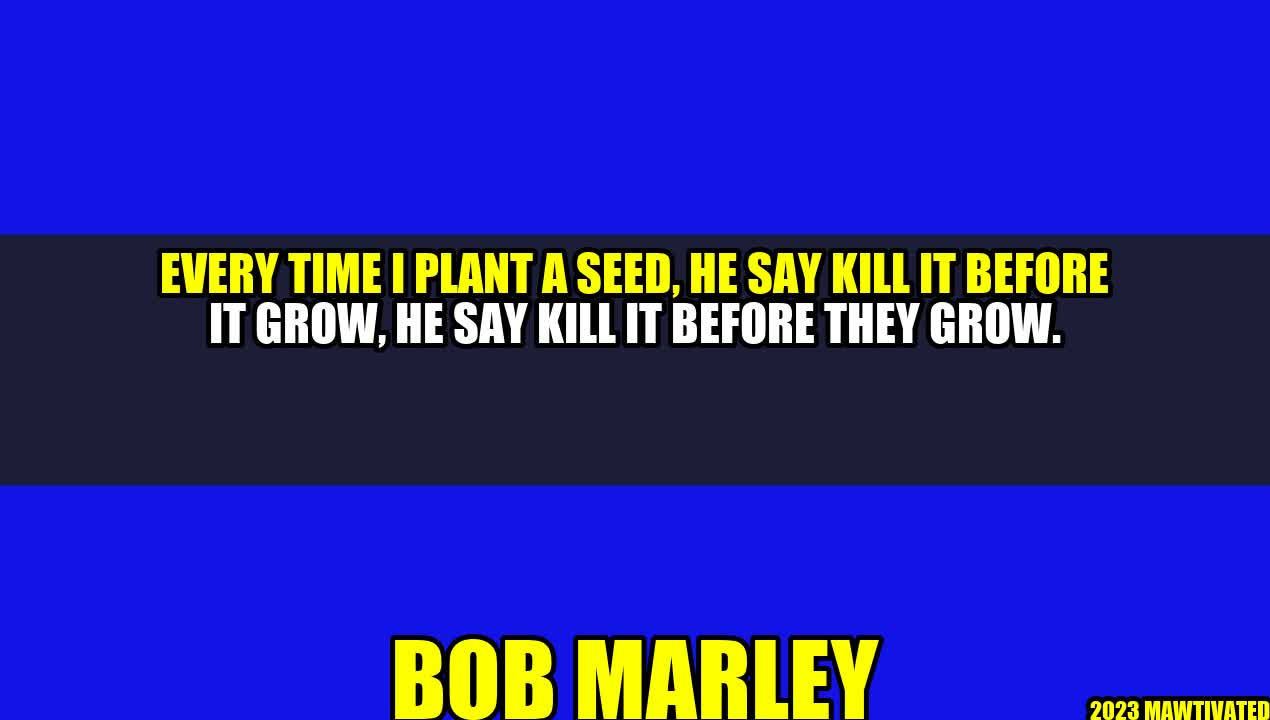 EVERY TIME I PLANT A SEED, HE SAY KILL IT BEFORE
IT GROW, HE SAY KILL IT BEFORE THEY GROW.
BOB MARLEY
2023 MAWTIVATED